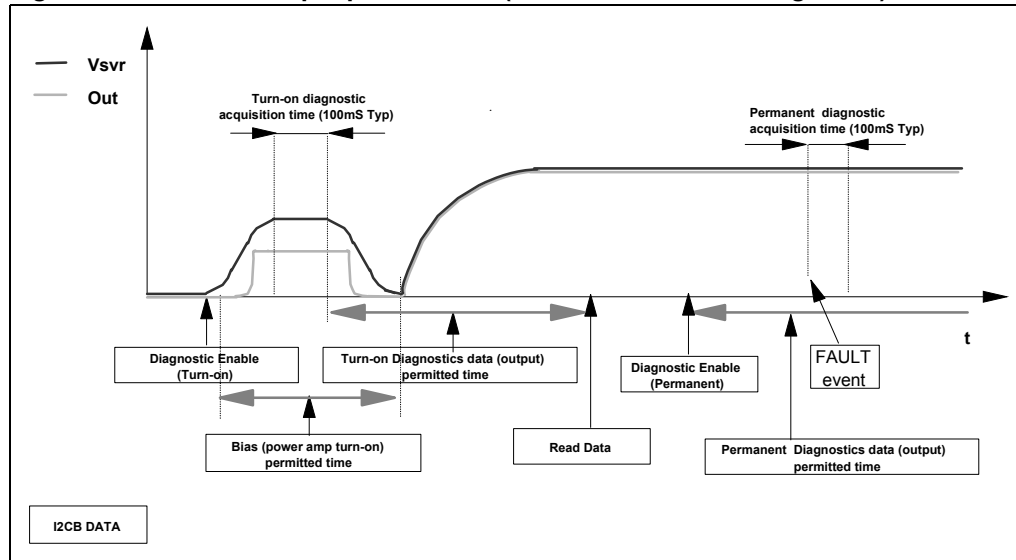 Vsvr
Out
Turn-on diagnostic
acquisition time (100mS Typ)
Permanent diagnostic
acquisition time (100mS Typ)
t
Diagnostic Enable
(Turn-on)
Turn-on Diagnostics data (output)
permitted time
Diagnostic Enable
(Permanent)
FAULT
event
Bias (power amp turn-on)
permitted time
Read Data
Permanent Diagnostics data (output)
permitted time
I2CB DATA